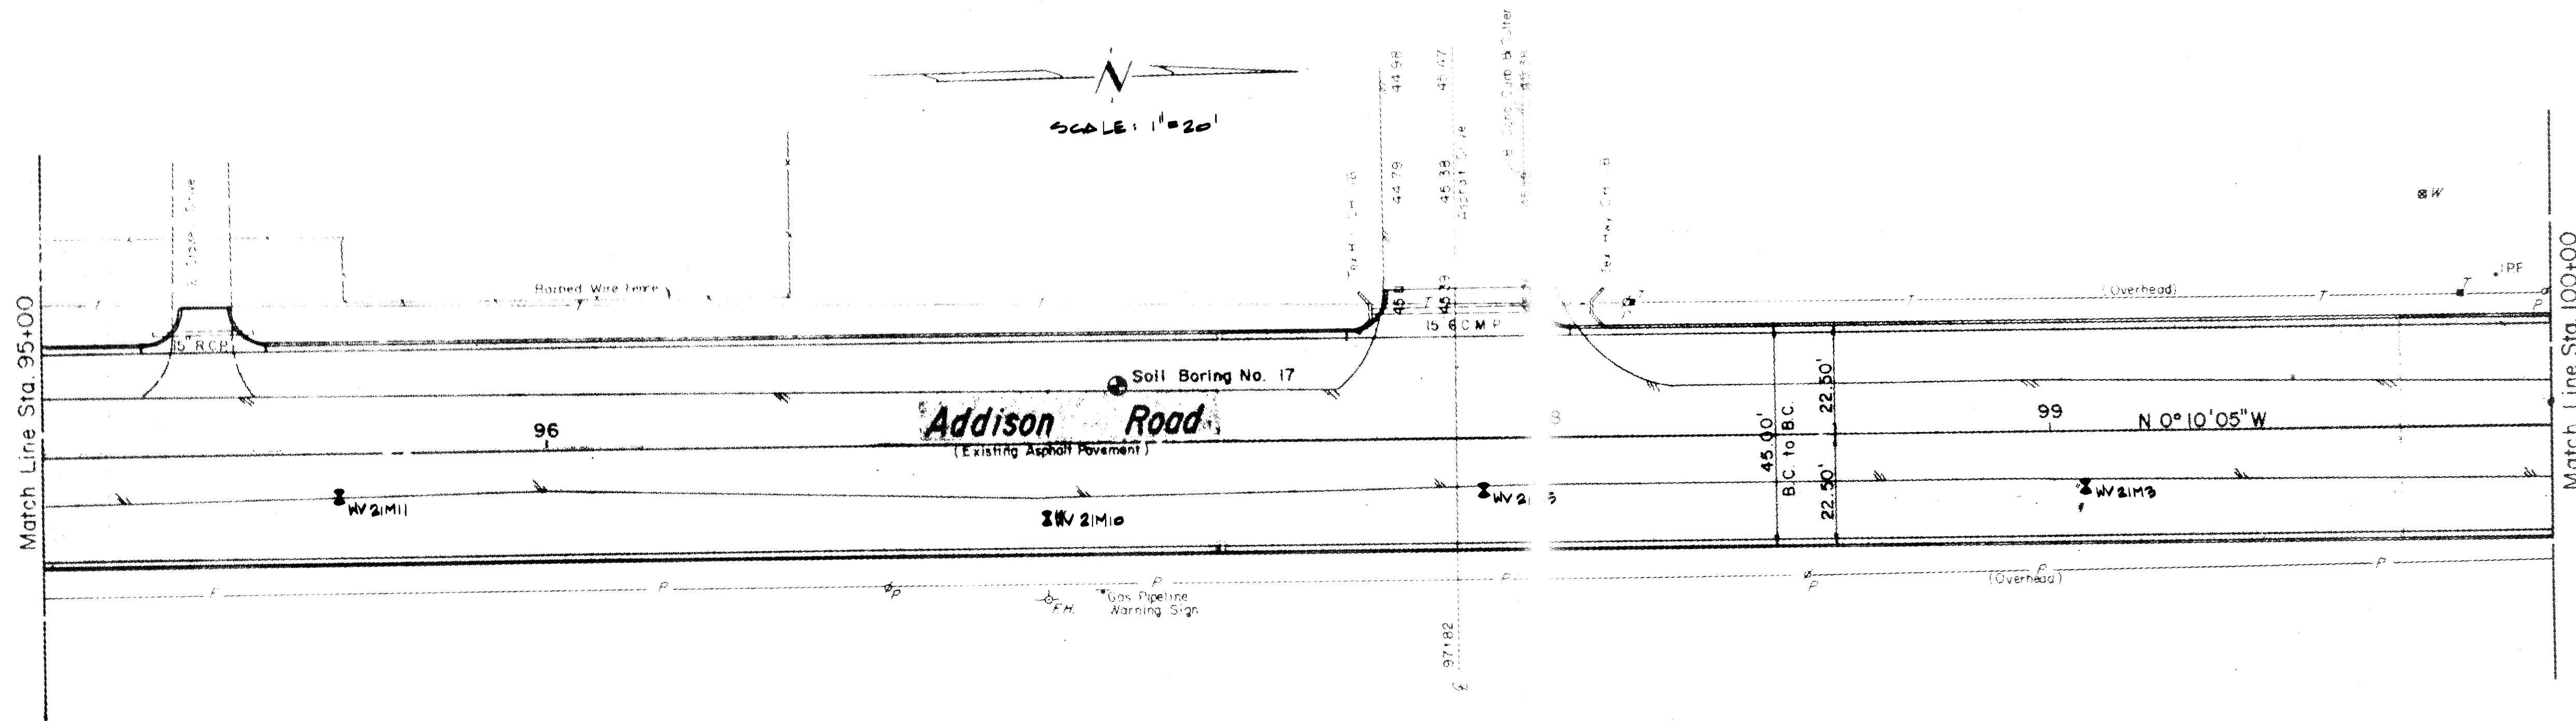 N
SCALE: 1"=20'
44.98
45.47
44.79
45.38
45.29
Match Line Sta. 95+00
Barbed Wire Fence
T
T
T
T
T
T
T
(Overhead)
W
IPF
15" R.C.P.
15" C M P
Soil Boring No. 17
Addison Road
(Existing Asphalt Pavement)
96
99
N 0°10'05"W
45.00'
B.C. to B.C.
22.50'
22.50'
WV 21M11
WV 21M10
WV 21M3
P
P
P
P
P
P
P
P
(Overhead)
F.H.
Gas Pipeline
Warning Sign
97+82
Match Line Sta. 100+00